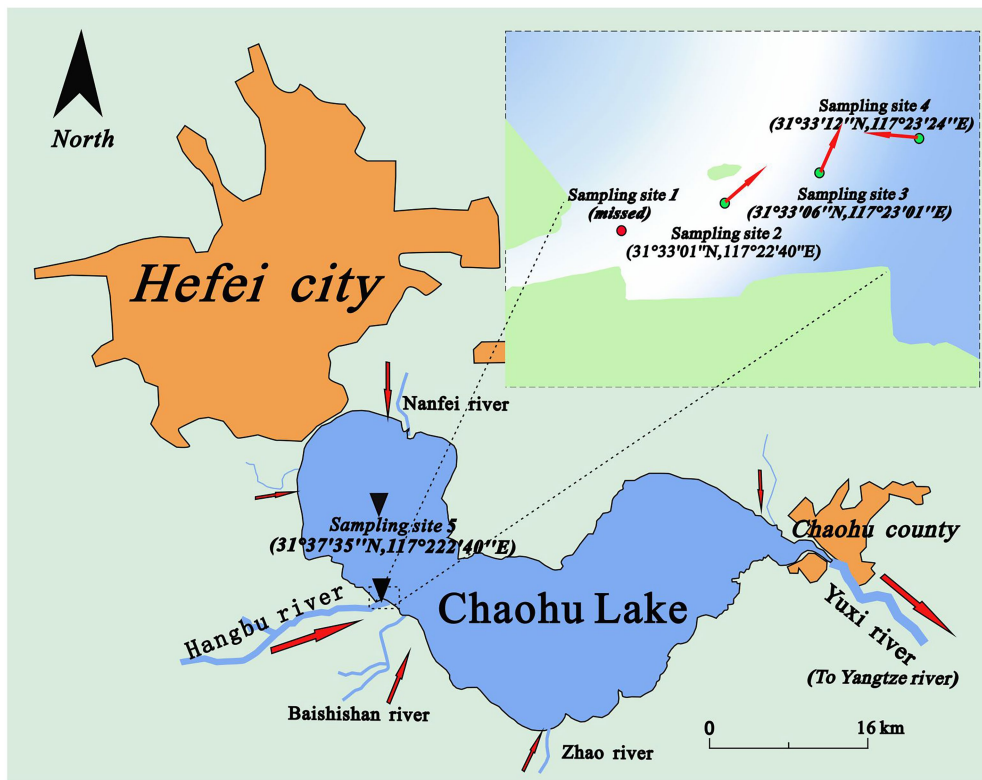 North
Hefei city
Sampling site 4
(31°33'12''N,117°23'24''E)
Sampling site 1
(missed)
Sampling site 3
(31°33'06''N,117°23'01''E)
Sampling site 2
(31°33'01''N,117°22'40''E)
Nanfei river
Sampling site 5
(31°37'35''N,117°222'40''E)
Chaohu county
Hangbu river
Chaohu Lake
Yuxi river
(To Yangtze river)
Baishishan river
Zhao river
0 16 km